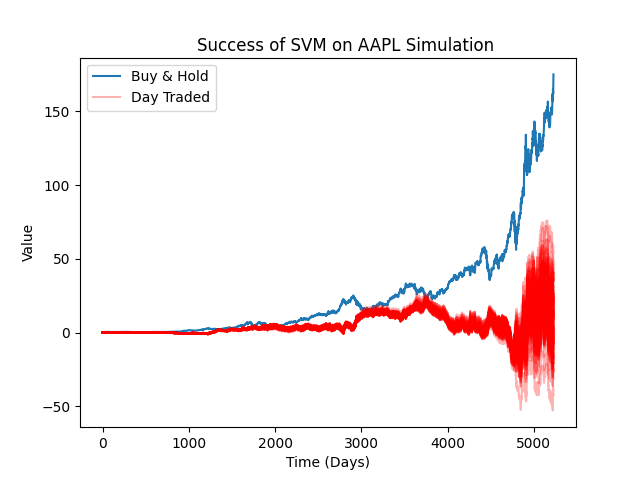 Success of SVM on AAPL Simulation
Buy & Hold
Day Traded
150
100
50
0
−50
Value
0 1000 2000 3000 4000 5000
Time (Days)